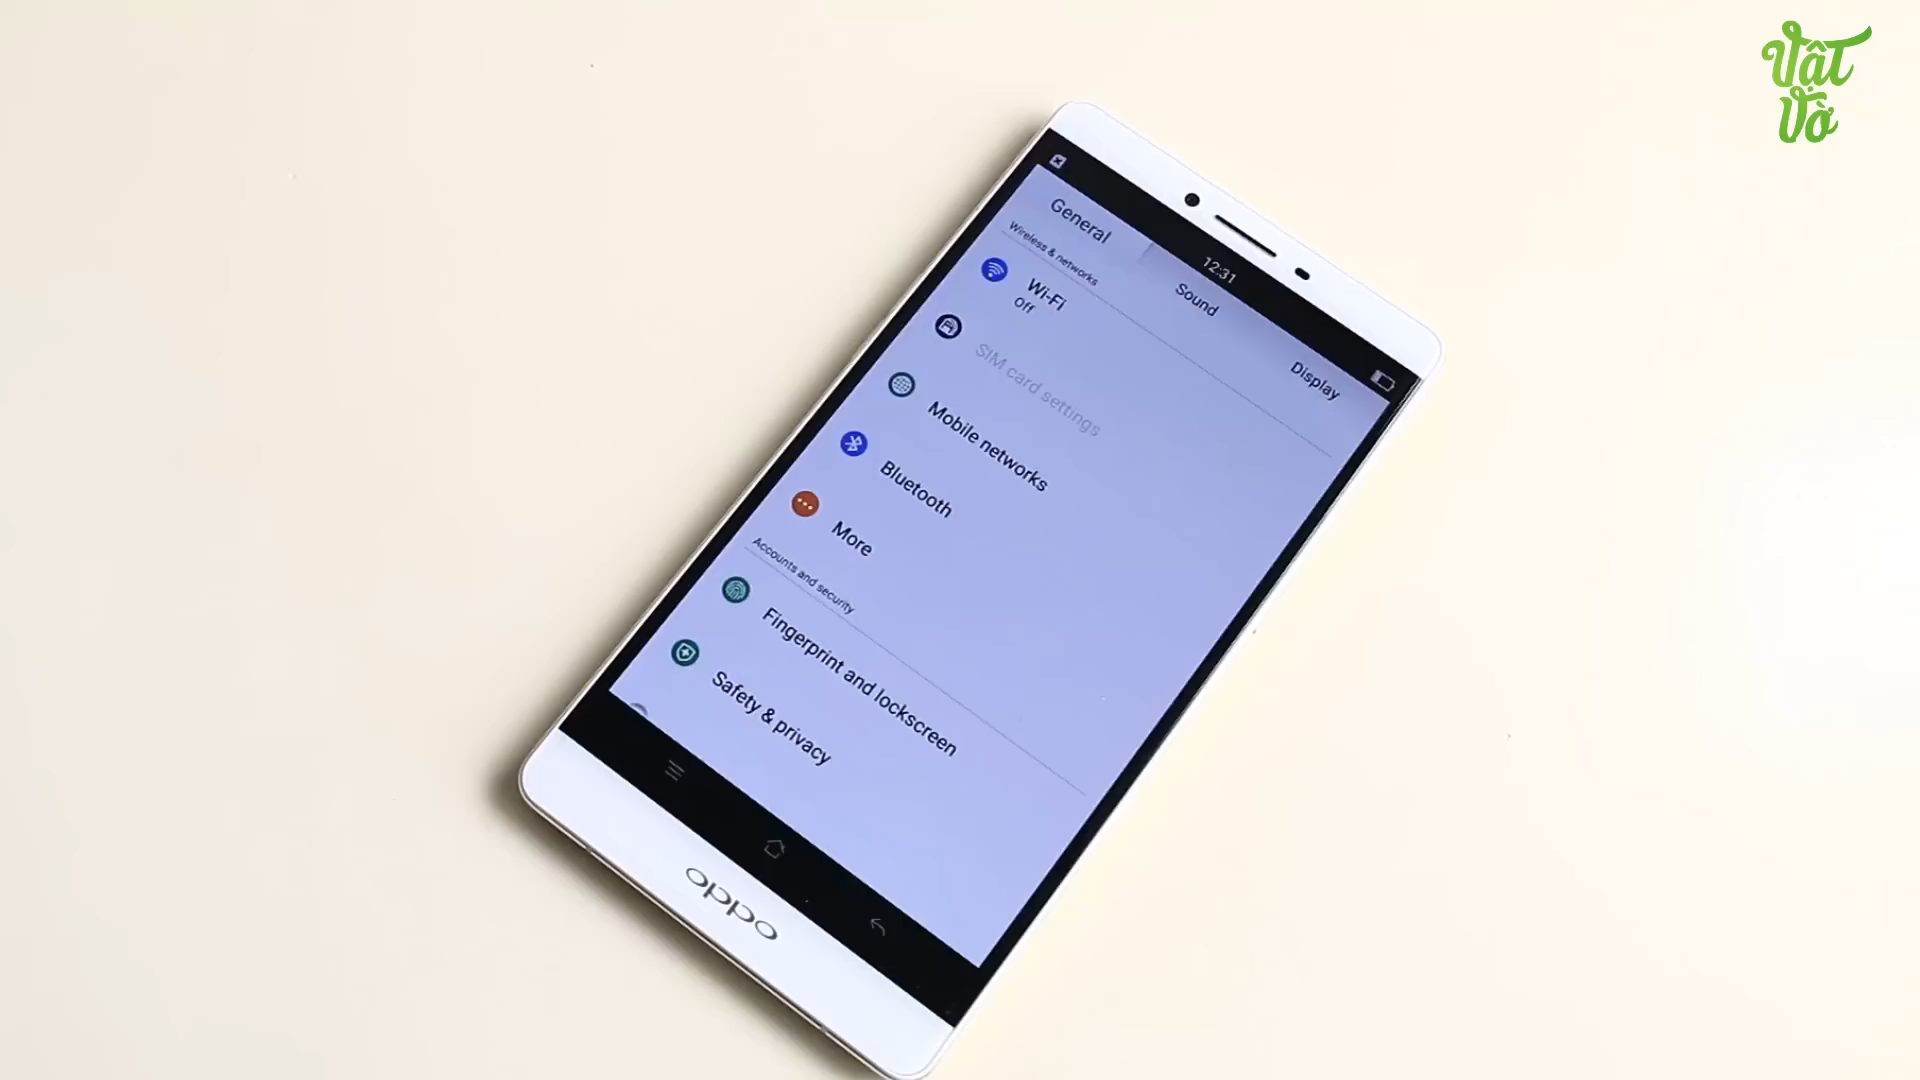 Vật
Vờ
12:31
General
Sound
Display
Wireless & networks
Wi-Fi
Off
SIM card settings
Mobile networks
Bluetooth
More
Accounts and security
Fingerprint and lockscreen
Safety & privacy
oppo